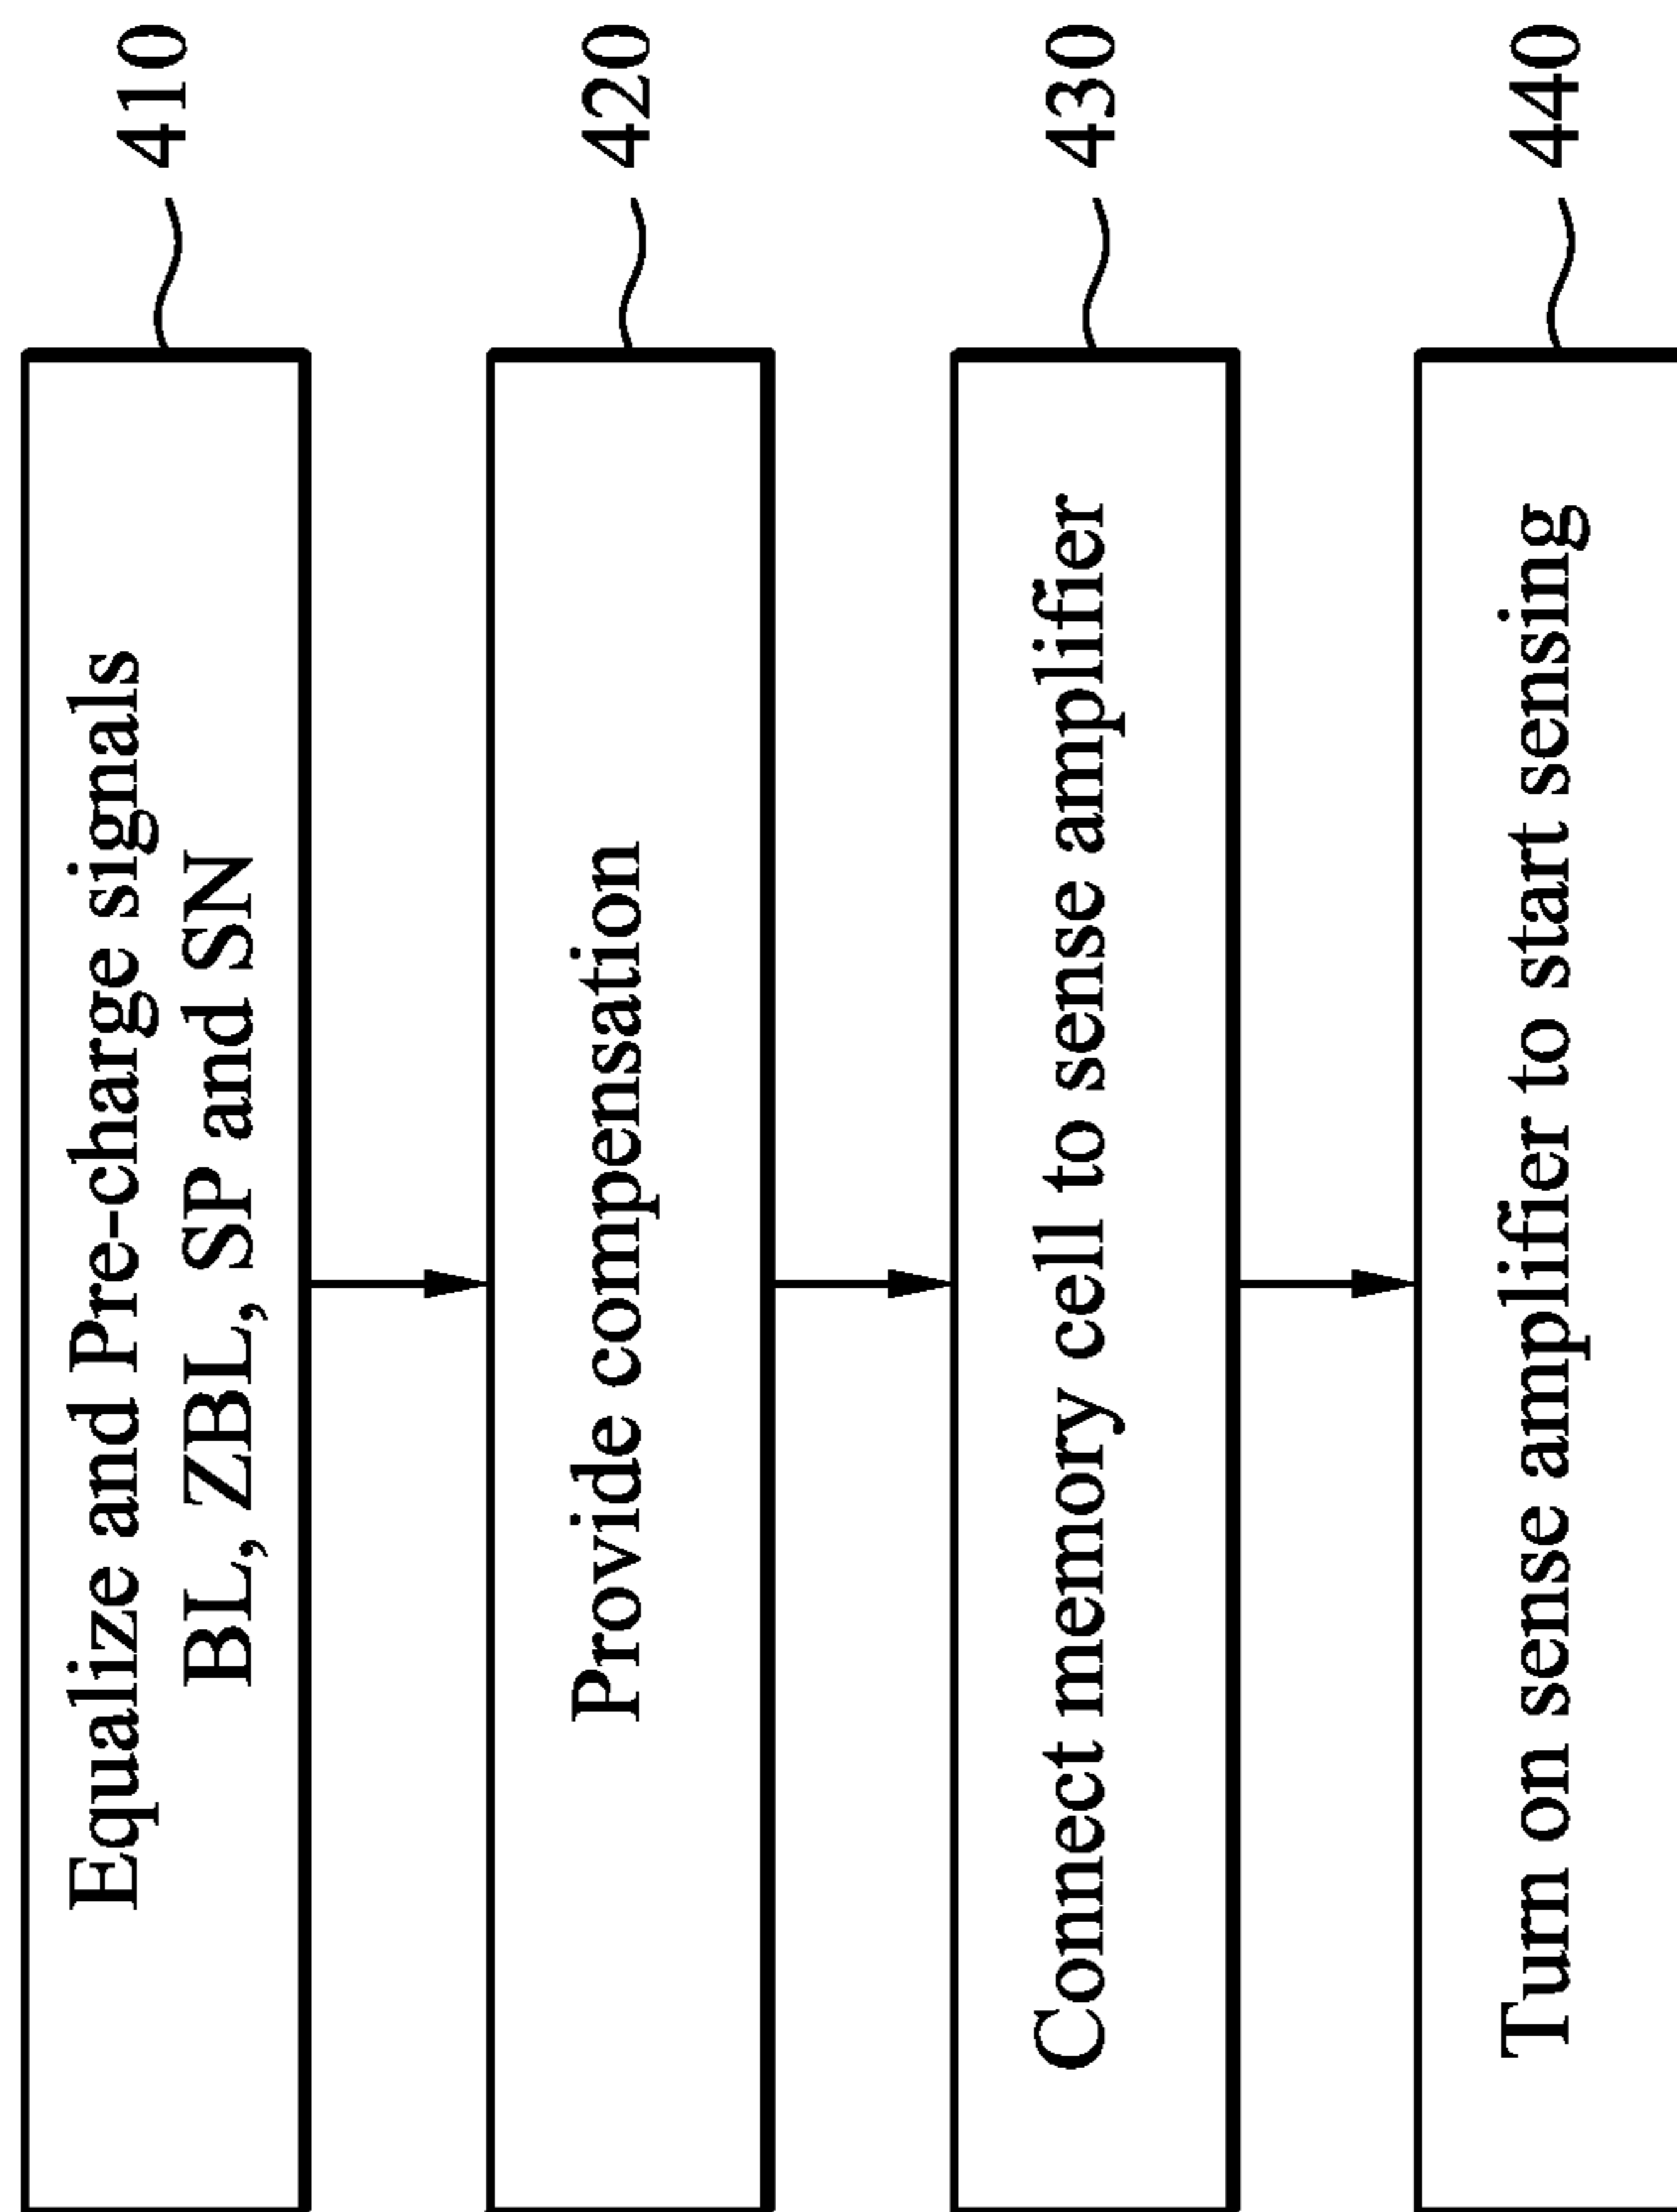 Equalize and Pre-charge signals
BL, ZBL, SP and SN
410
Provide compensation
420
Connect memory cell to sense amplifier
430
Turn on sense amplifier to start sensing
440